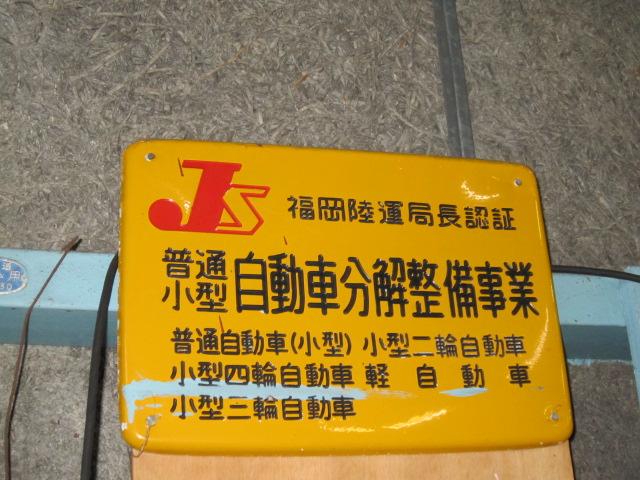 JS 福岡陸運局長認証
普通
小型 自動車分解整備事業
普通自動車(小型) 小型二輪自動車
小型四輪自動車 軽自動車
小型三輪自動車